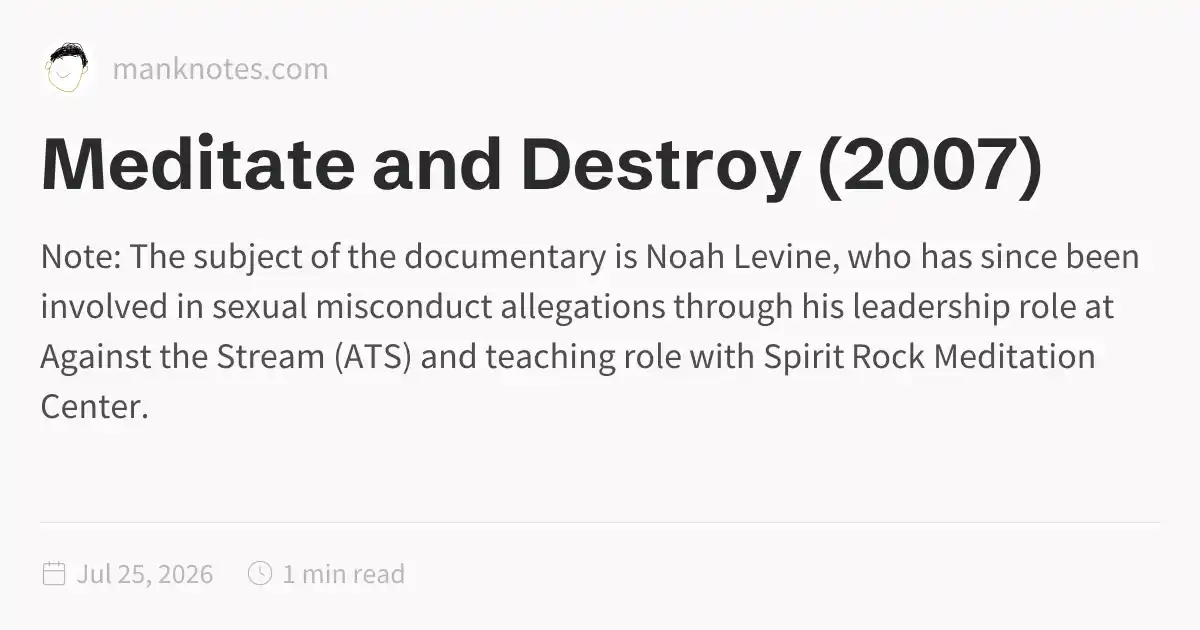 manknotes.com
Meditate and Destroy (2007)
Note: The subject of the documentary is Noah Levine, who has since been
involved in sexual misconduct allegations through his leadership role at
Against the Stream (ATS) and teaching role with Spirit Rock Meditation
Center.
Jul 25, 2026 1 min read